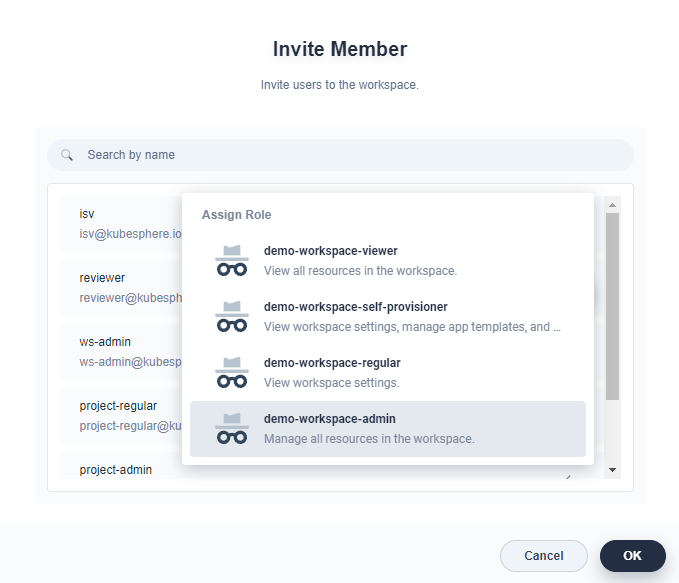 Invite Member
Invite users to the workspace.
Search by name
isv
isv@kubesphere.io
reviewer
reviewer@kubesph
ws-admin
ws-admin@kubesp
project-regular
project-regular@ku
project-admin
Assign Role
demo-workspace-viewer
View all resources in the workspace.
demo-workspace-self-provisioner
View workspace settings, manage app templates, and ...
demo-workspace-regular
View workspace settings.
demo-workspace-admin
Manage all resources in the workspace.
Cancel
OK